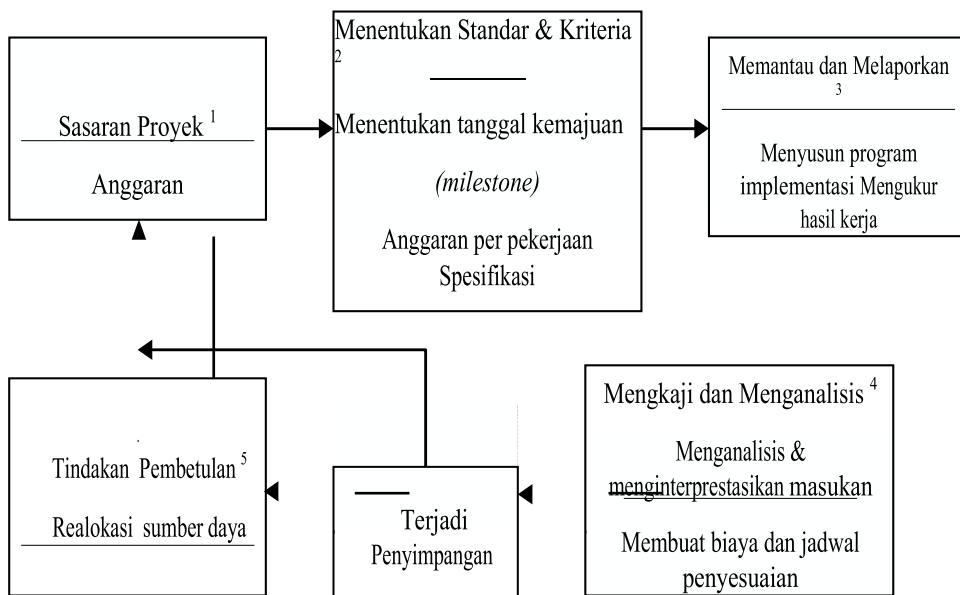 Sasaran Proyek 1
Anggaran
Menentukan Standar & Kriteria
2
Menentukan tanggal kemajuan
(milestone)
Anggaran per pekerjaan
Spesifikasi
Memantau dan Melaporkan
3
Menyusun program
implementasi Mengukur
hasil kerja
Mengkaji dan Menganalisis 4
Menganalisis &
menginterprestasikan masukan
Membuat biaya dan jadwal
penyesuaian
Terjadi
Penyimpangan
Tindakan Pembetulan 5
Realokasi sumber daya